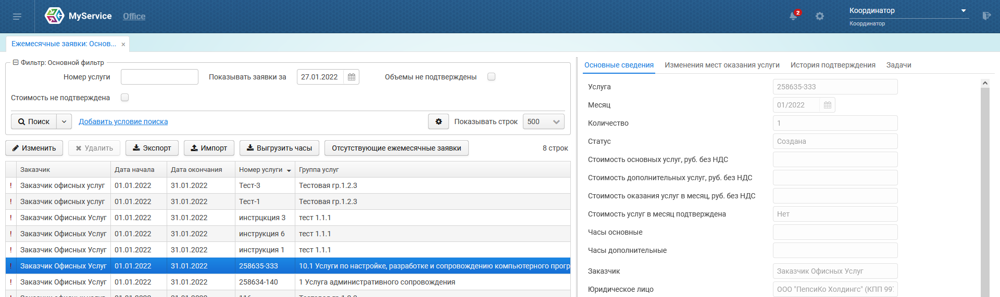 MyService Office
2
Координатор
Координатор
Ежемесячные заявки: Основ... ×
Фильтр: Основной фильтр
Номер услуги Показывать заявки за 27.01.2022 Объемы не подтверждены
Стоимость не подтверждена
Поиск Добавить условие поиска Показывать строк 500
Изменить Удалить Экспорт Импорт Выгрузить часы Отсутствующие ежемесячные заявки 8 строк
Заказчик Дата начала Дата окончания Номер услуги Группа услуг
! Заказчик офисных услуг 01.01.2022 31.01.2022 Тест-3 Тестовая гр.1.2.3
! Заказчик офисных услуг 01.01.2022 31.01.2022 Тест-1 Тестовая гр.1.2.3
! Заказчик Офисных Услуг 01.01.2022 31.01.2022 инстрцкция 3 тест 1.1.1
! Заказчик Офисных Услуг 01.01.2022 31.01.2022 инструкция 6 тест 1.1.1
! Заказчик Офисных Услуг 01.01.2022 31.01.2022 инструкция 1 тест 1.1.1
! Заказчик Офисных Услуг 01.01.2022 31.01.2022 258635-333 10.1 Услуги по настройке, разработке и сопровождению компьютерного прогр
! Заказчик Офисных Услуг 01.01.2022 31.01.2022 258634-140 1 Услуга административного сопровождения
Основные сведения Изменения мест оказания услуги История подтверждения Задачи
Услуга 258635-333
Месяц 01/2022
Количество 1
Статус Создана
Стоимость основных услуг, руб. без НДС
Стоимость дополнительных услуг, руб. без НДС
Стоимость оказания услуг в месяц, руб. без НДС
Стоимость услуг в месяц подтверждена Нет
Часы основные
Часы дополнительные
Заказчик Заказчик Офисных Услуг
Юридическое лицо ООО "ПепсиКо Холдингс" (КПП 997